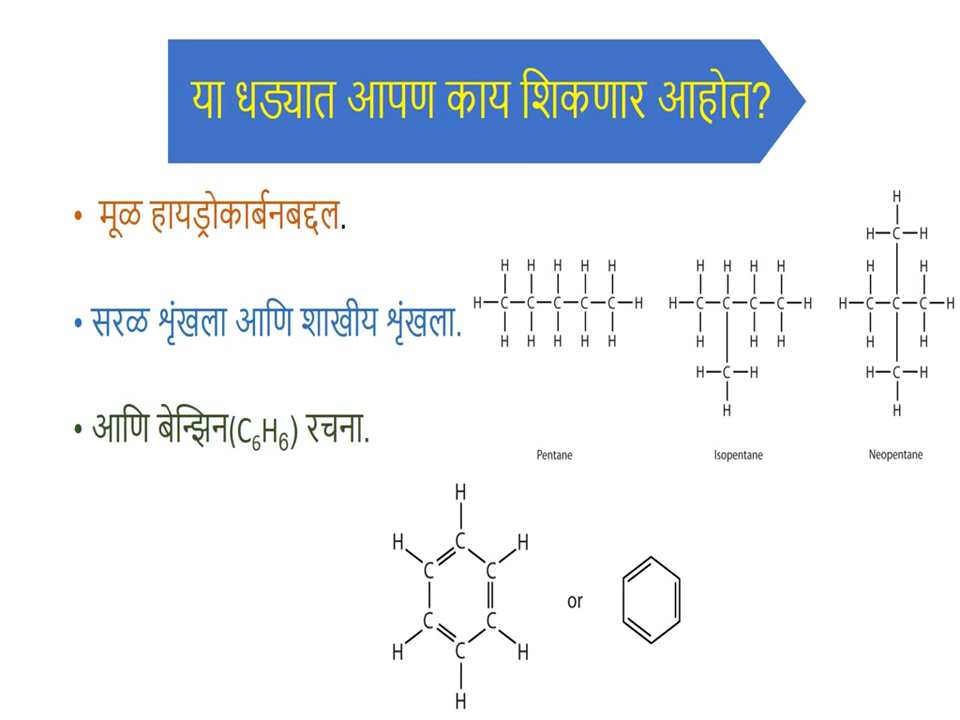 या धड्यात आपण काय शिकणार आहोत?
• मूळ हायड्रोकार्बनबद्दल.
• सरळ शृंखला आणि शाखीय शृंखला.
• आणि बेन्झिन(C₆H₆) रचना.
H H H H H
H—C—C—C—C—C—H
H H H H H
Pentane
H H H H
H—C—C—C—C—H
H H H
H—C—H
H
Isopentane
H
H—C—H
H H
H—C—C—C—H
H H
H—C—H
H
Neopentane
H
H C H
C C
C C
H C H
H
or